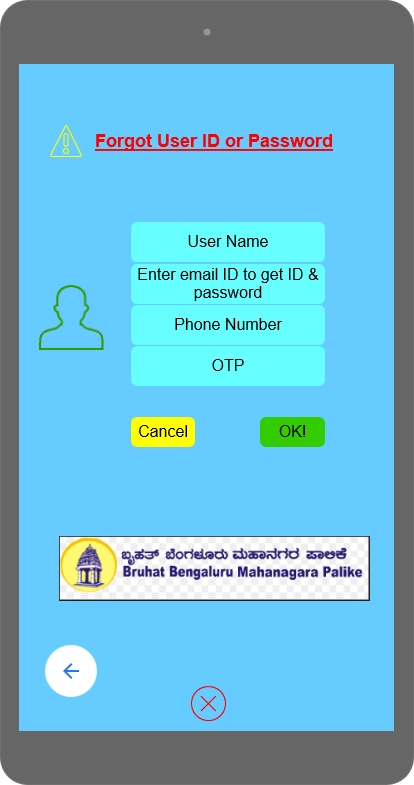 Forgot User ID or Password
User Name
Enter email ID to get ID &
password
Phone Number
OTP
Cancel
OK!
ಬೃಹತ್ ಬೆಂಗಳೂರು ಮಹಾನಗರ ಪಾಲಿಕೆ
Bruhat Bengaluru Mahanagara Palike